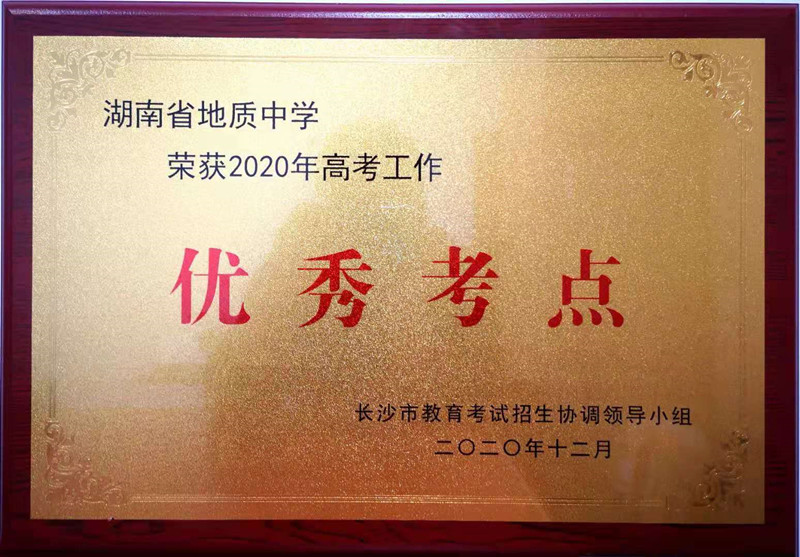 湖南省地质中学
荣获2020年高考工作
优秀考点
长沙市教育考试招生协调领导小组
二〇二〇年十二月